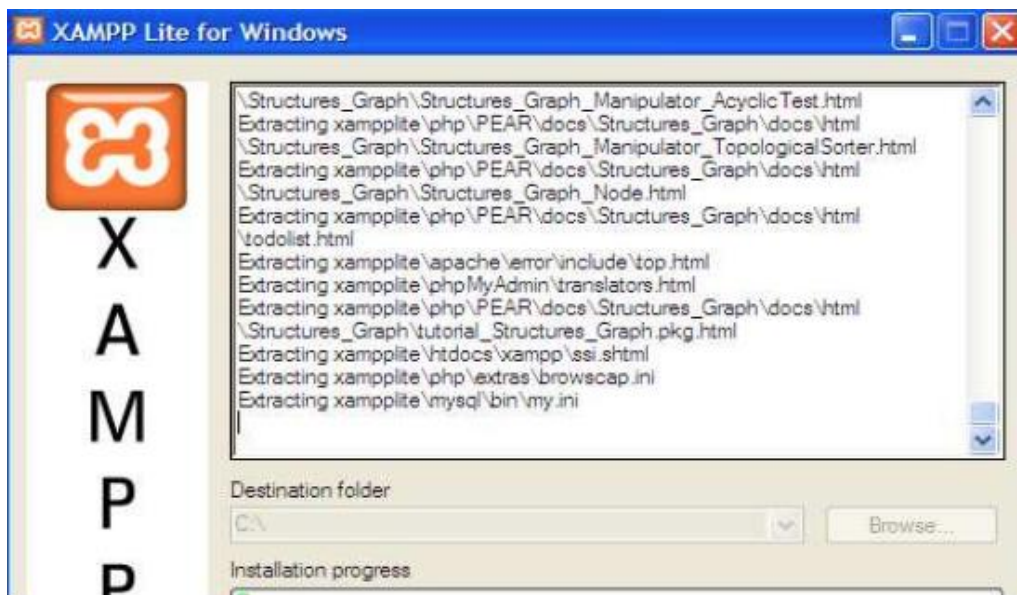 XAMPP Lite for Windows
\Structures_Graph\Structures_Graph_Manipulator_AcyclicTest.html
Extracting xampplite\php\PEAR\docs\Structures_Graph\docs\html
\Structures_Graph\Structures_Graph_Manipulator_TopologicalSorter.html
Extracting xampplite\php\PEAR\docs\Structures_Graph\docs\html
\Structures_Graph\Structures_Graph_Node.html
Extracting xampplite\php\PEAR\docs\Structures_Graph\docs\html
\todolist.html
Extracting xampplite\apache\error\include\top.html
Extracting xampplite\phpMyAdmin\translators.html
Extracting xampplite\php\PEAR\docs\Structures_Graph\docs\html
\Structures_Graph\tutorial_Structures_Graph.pkg.html
Extracting xampplite\htdocs\xampp\ssi.shtml
Extracting xampplite\php\extras\browscap.ini
Extracting xampplite\mysql\bin\my.ini
X
A
M
P
P
Destination folder
C:\
Browse...
Installation progress